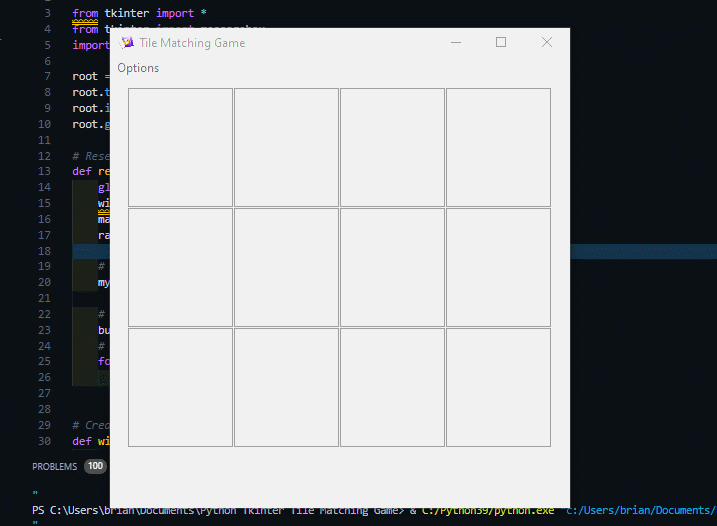 3 from tkinter import *
4 from tkinter import messagebox
Tile Matching Game
5 import
6
Options
7 root =
8 root.t
9 root.i
10 root.g
11
12 # Rese
13 def re
14 gl
15 wi
16 ma
17 ra
18
19 #
20 my
21
22 #
23 bu
24 #
25 fo
26
27
28
29 # Crea
30 def wi
PROBLEMS 100
"
PS C:\Users\brian\Documents\Python Tkinter Tile Matching Game> & C:/Python39/python.exe "c:/Users/brian/Documents/
"